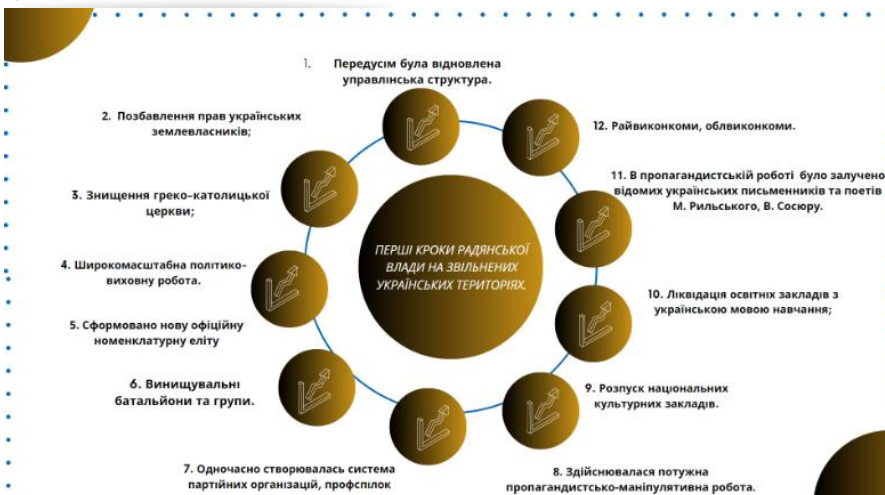 1. Передусім була відновлена
управлінська структура.
2. Позбавлення прав українських
землевласників;
3. Знищення греко-католицької
церкви;
4. Широкомасштабна політико-
виховну робота.
5. Сформовано нову офіційну
номенклатурну еліту
6. Винищувальні
батальйони та групи.
7. Одночасно створювалась система
партійних організацій, профспілок
8. Здійснювалася потужна
пропагандистсько-маніпулятивна робота.
9. Розпуск національних
культурних закладів.
10. Ліквідація освітніх закладів з
українською мовою навчання;
11. В пропагандистській роботі було залучено
відомих українських письменників та поетів
М. Рильського, В. Сосюру.
12. Райвиконкоми, облвиконкоми.
ПЕРШІ КРОКИ РАДЯНСЬКОЇ
ВЛАДИ НА ЗВІЛЬНЕНИХ
УКРАЇНСЬКИХ ТЕРИТОРІЯХ.